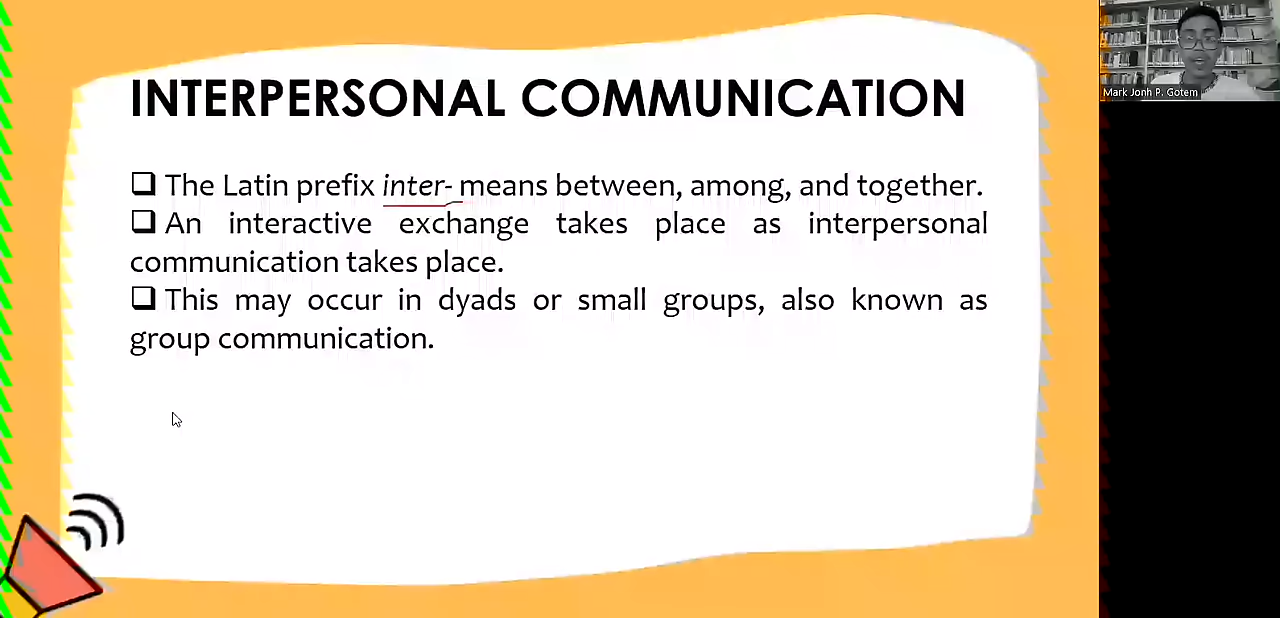 INTERPERSONAL COMMUNICATION
❑ The Latin prefix inter- means between, among, and together.
❑ An interactive exchange takes place as interpersonal
communication takes place.
❑ This may occur in dyads or small groups, also known as
group communication.
Mark Jonh P. Gotem